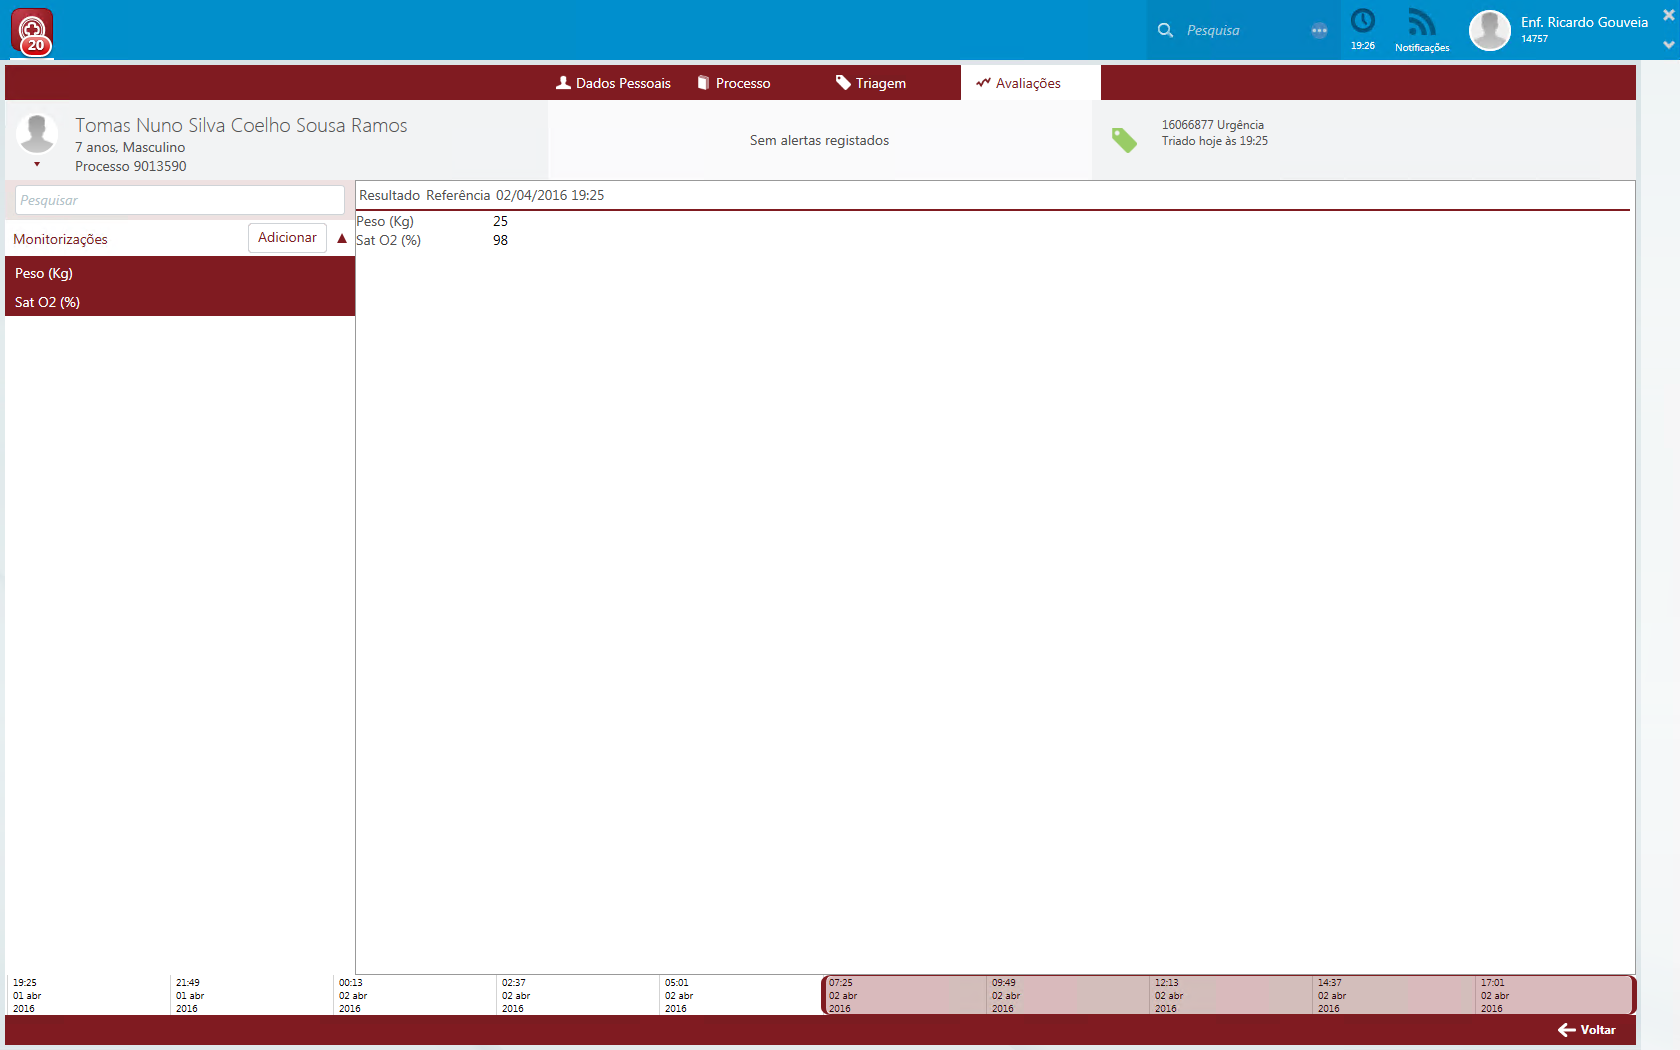 20
Pesquisa
19:26
Notificações
Enf. Ricardo Gouveia
14757
Dados Pessoais
Processo
Triagem
Avaliações
Tomas Nuno Silva Coelho Sousa Ramos
7 anos, Masculino
Processo 9013590
Sem alertas registados
16066877 Urgência
Triado hoje às 19:25
Pesquisar
Monitorizações
Adicionar
Peso (Kg)
Sat O2 (%)
Resultado Referência 02/04/2016 19:25
Peso (Kg) 25
Sat O2 (%) 98
19:25
01 abr
2016
21:49
01 abr
2016
00:13
02 abr
2016
02:37
02 abr
2016
05:01
02 abr
2016
07:25
02 abr
2016
09:49
02 abr
2016
12:13
02 abr
2016
14:37
02 abr
2016
17:01
02 abr
2016
Voltar